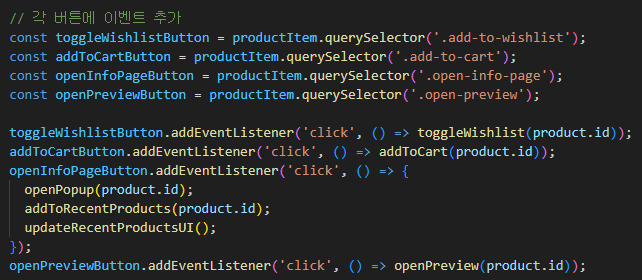 // 각 버튼에 이벤트 추가
const toggleWishlistButton = productItem.querySelector('.add-to-wishlist');
const addToCartButton = productItem.querySelector('.add-to-cart');
const openInfoPageButton = productItem.querySelector('.open-info-page');
const openPreviewButton = productItem.querySelector('.open-preview');

toggleWishlistButton.addEventListener('click', () => toggleWishlist(product.id));
addToCartButton.addEventListener('click', () => addToCart(product.id));
openInfoPageButton.addEventListener('click', () => {
  openPopup(product.id);
  addToRecentProducts(product.id);
  updateRecentProductsUI();
});
openPreviewButton.addEventListener('click', () => openPreview(product.id));